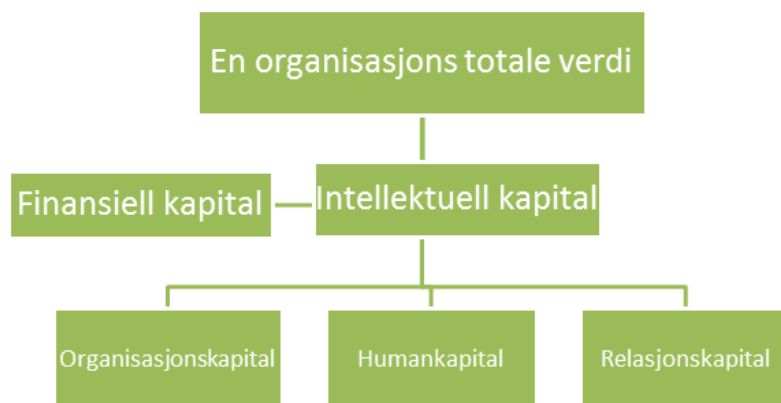 En organisasjons totale verdi
Finansiell kapital
Intellektuell kapital
Organisasjonskapital
Humankapital
Relasjonskapital